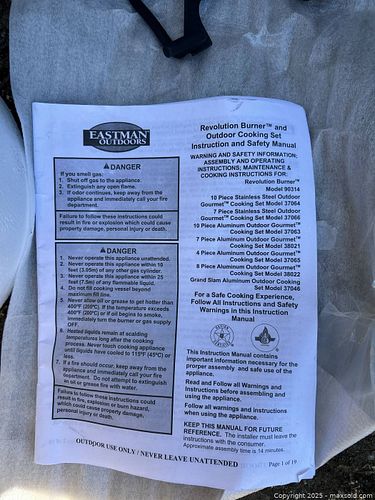 EASTMAN
OUTDOORS
DANGER
If you smell gas:
1. Shut off gas to the appliance.
2. Extinguish any open flame.
3. If odor continues, keep away from the
appliance and immediately call your fire
department.
Failure to follow these instructions could
result in fire or explosion which could cause
property damage, personal injury or death.
DANGER
1. Never operate this appliance unattended.
2. Never operate this appliance within 10
feet (3.05m) of any other gas cylinder.
3. Never operate this appliance within 25
feet (7.5m) of any flammable liquid.
4. Do not fill cooking vessel beyond
maximum fill line.
5. Never allow oil or grease to get hotter than
400°F (200°C). If the temperature exceeds
400°F (200°C) or if oil begins to smoke,
immediately turn the burner or gas supply
OFF.
6. Heated liquids remain at scalding
temperatures long after the cooking
process. Never touch cooking appliance
until liquids have cooled to 115°F (45°C) or
less.
7. If a fire should occur, keep away from the
appliance and immediately call your fire
department. Do not attempt to extinguish
an oil or grease fire with water.
Failure to follow these instructions could
result in fire, explosion or burn hazard,
which could cause property damage,
personal injury or death.
Revolution Burner™ and
Outdoor Cooking Set
Instruction and Safety Manual
WARNING AND SAFETY INFORMATION;
ASSEMBLY AND OPERATING
INSTRUCTIONS; MAINTENANCE &
COOKING INSTRUCTIONS FOR:
Revolution Burner™
Model 90314
10 Piece Stainless Steel Outdoor
Gourmet™ Cooking Set Model 37064
7 Piece Stainless Steel Outdoor
Gourmet™ Cooking Set Model 37066
10 Piece Aluminum Outdoor Gourmet™
Cooking Set Model 37063
7 Piece Aluminum Outdoor Gourmet™
Cooking Set Model 38021
4 Piece Aluminum Outdoor Gourmet™
Cooking Set Model 37065
8 Piece Aluminum Outdoor Gourmet™
Cooking Set Model 38022
Grand Slam Aluminum Outdoor Cooking
Set Model 37046
For a Safe Cooking Experience,
Follow All Instructions and Safety
Warnings in this Instruction
Manual
This Instruction Manual contains
important information necessary for the
proper assembly and safe use of the
appliance.
Read and Follow all Warnings and
Instructions before assembling and
using the appliance.
Follow all warnings and instructions
when using the appliance.
KEEP THIS MANUAL FOR FUTURE
REFERENCE. The installer must leave the
instructions with the consumer.
Approximate assembly time is 14 minutes.
OUTDOOR USE ONLY / NEVER LEAVE UNATTENDED
Page 1 of 19
Copyright 2025 - maxsold.com